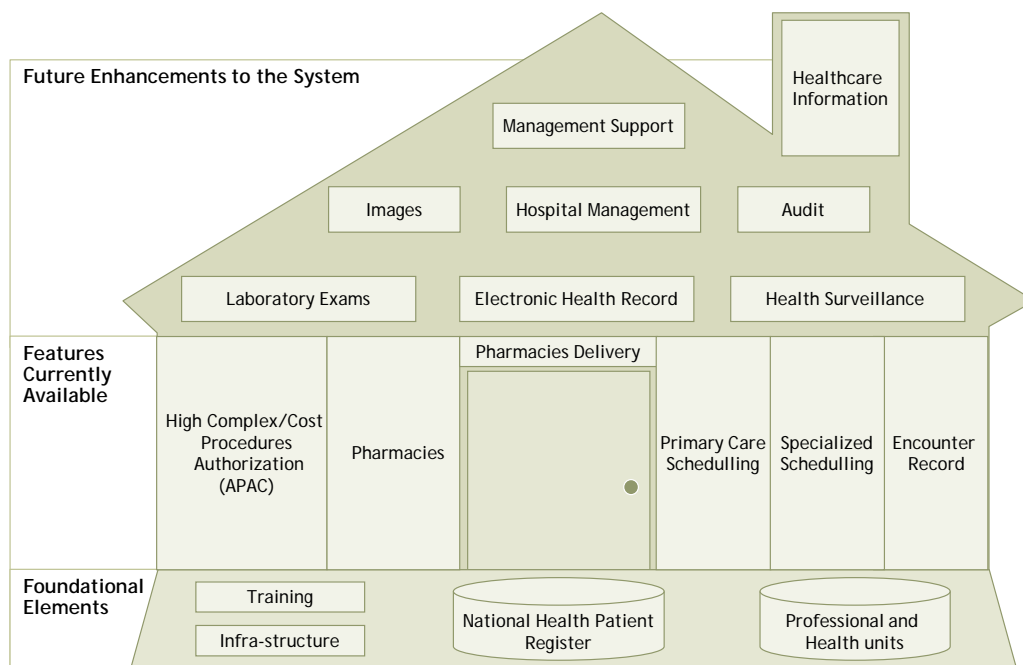 Future Enhancements to the System
Healthcare
Information
Management Support
Images
Hospital Management
Audit
Laboratory Exams
Electronic Health Record
Health Surveillance
Features
Currently
Available
Pharmacies Delivery
High Complex/Cost
Procedures
Authorization
(APAC)
Pharmacies
Primary Care
Schedulling
Specialized
Schedulling
Encounter
Record
Foundational
Elements
Training
Infra-structure
National Health Patient
Register
Professional and
Health units